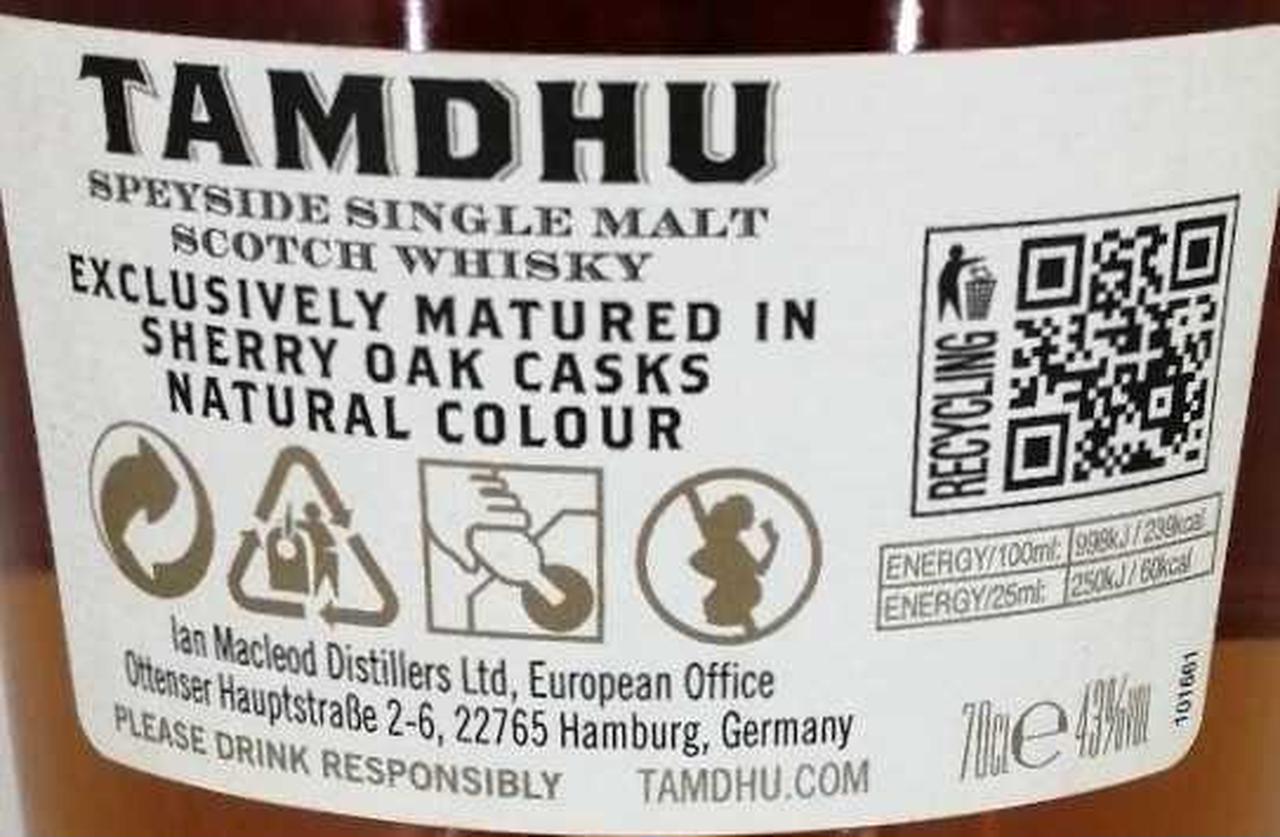 TAMDHU
SPEYSIDE SINGLE MALT
SCOTCH WHISKY
EXCLUSIVELY MATURED IN
SHERRY OAK CASKS
NATURAL COLOUR
RECYCLING
ENERGY/100ml: 998kJ / 239kcal
ENERGY/25ml: 250kJ / 60kcal
Ian Macleod Distillers Ltd, European Office
Ottenser Hauptstraße 2-6, 22765 Hamburg, Germany
PLEASE DRINK RESPONSIBLY TAMDHU.COM
70cl e 43%vol
101661